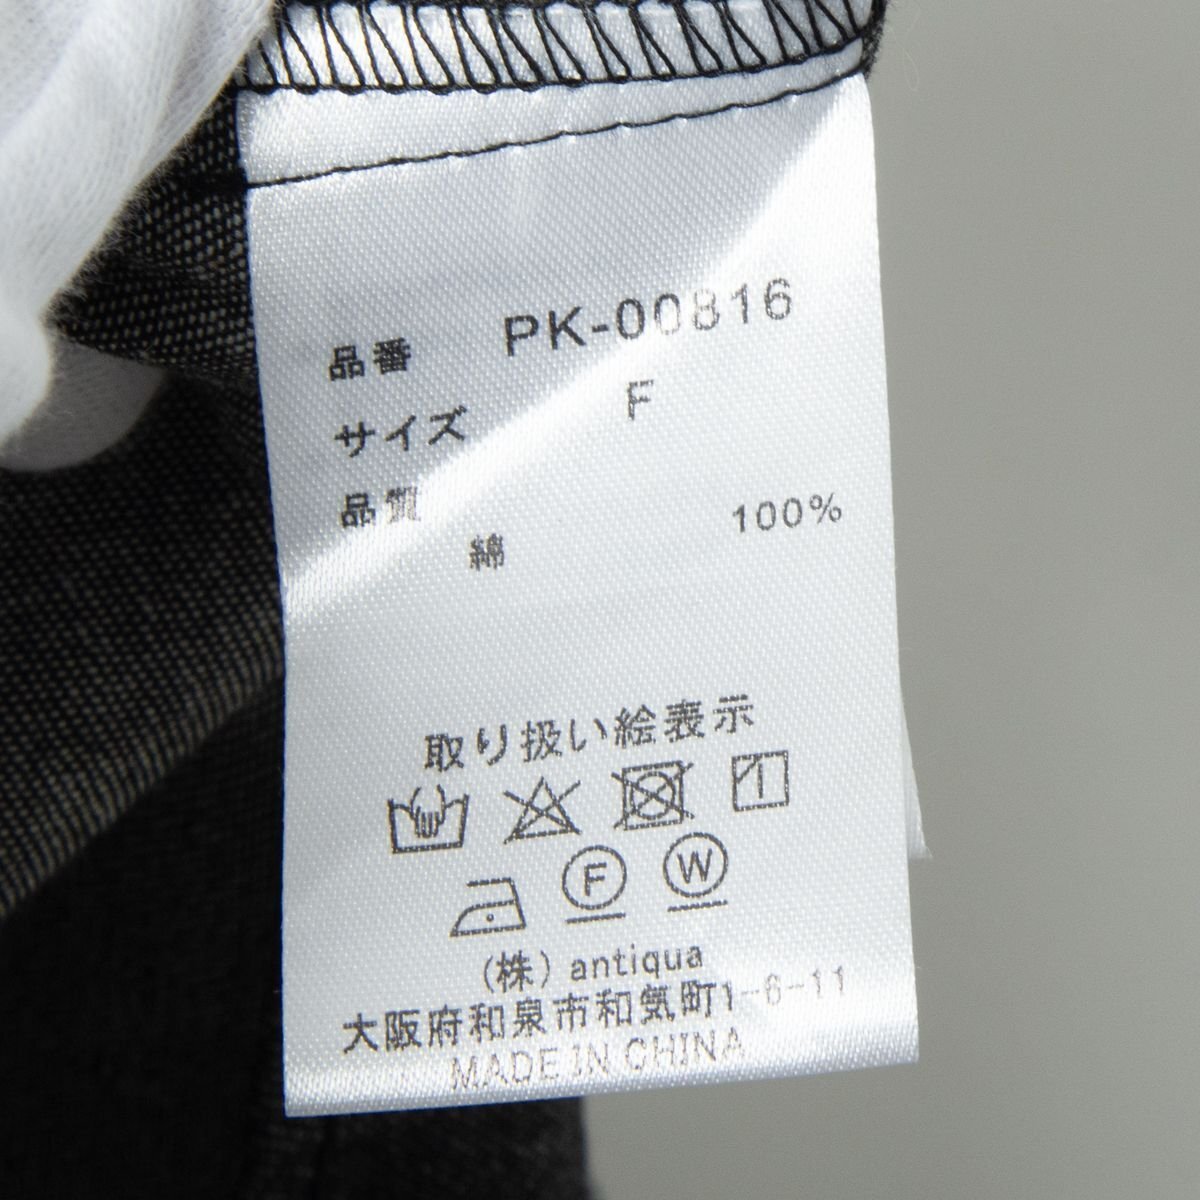 品番 PK-00816
サイズ F
品質
綿 100%
取り扱い絵表示
F W
(株) antiqua
大阪府和泉市和気町1-6-11
MADE IN CHINA